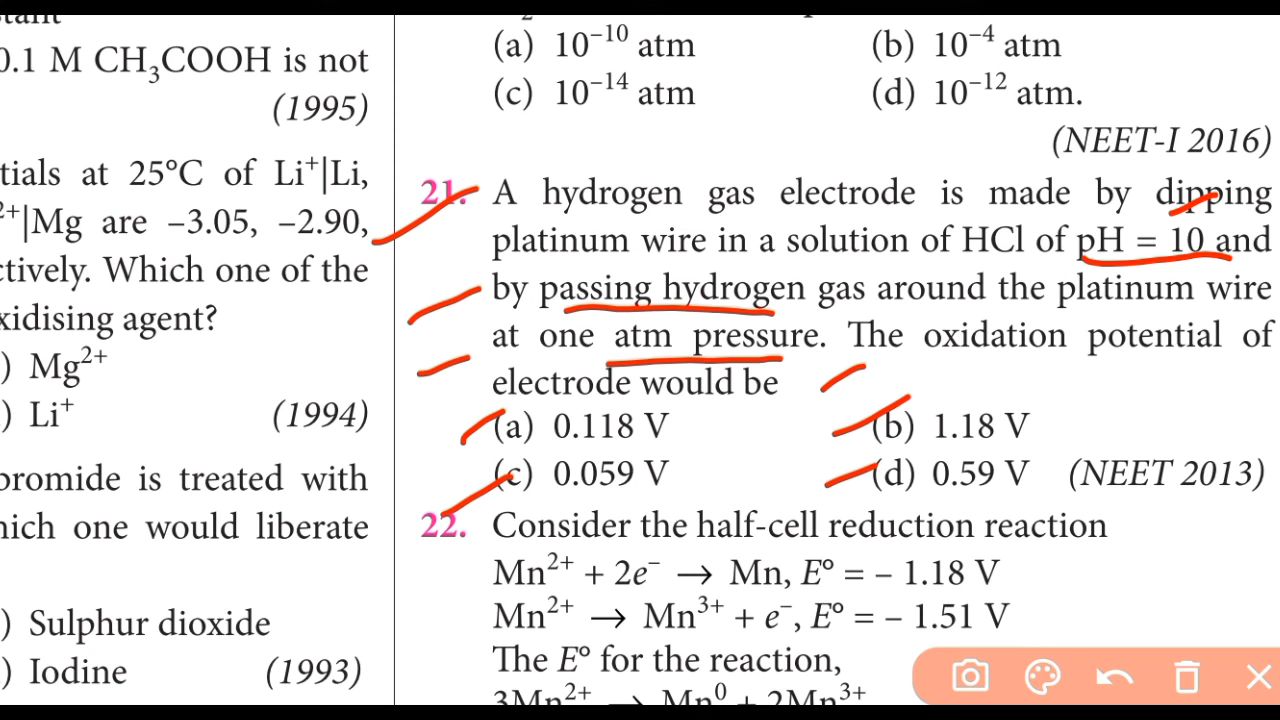 0.1 M CH₃COOH is not
(1995)
tials at 25°C of Li⁺|Li,
²⁺|Mg are –3.05, –2.90,
ctively. Which one of the
xidising agent?
) Mg²⁺
) Li⁺ (1994)
bromide is treated with
hich one would liberate
) Sulphur dioxide
) Iodine (1993)
(a) 10⁻¹⁰ atm (b) 10⁻⁴ atm
(c) 10⁻¹⁴ atm (d) 10⁻¹² atm.
(NEET-I 2016)
21. A hydrogen gas electrode is made by dipping
platinum wire in a solution of HCl of pH = 10 and
by passing hydrogen gas around the platinum wire
at one atm pressure. The oxidation potential of
electrode would be
(a) 0.118 V (b) 1.18 V
(c) 0.059 V (d) 0.59 V (NEET 2013)
22. Consider the half-cell reduction reaction
Mn²⁺ + 2e⁻ → Mn, E° = – 1.18 V
Mn²⁺ → Mn³⁺ + e⁻, E° = – 1.51 V
The E° for the reaction,
3Mn²⁺ → Mn⁰ + 2Mn³⁺